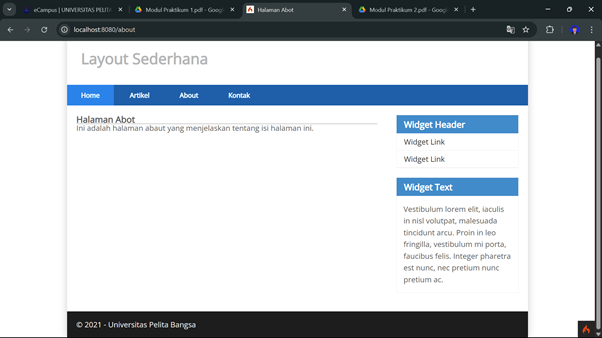 eCampus | UNIVERSITAS PELITA
Modul Praktikum 1.pdf - Google
Halaman Abot
Modul Praktikum 2.pdf - Google
localhost:8080/about
Layout Sederhana
Home
Artikel
About
Kontak
Halaman Abot
Ini adalah halaman abaut yang menjelaskan tentang isi halaman ini.
Widget Header
Widget Link
Widget Link
Widget Text
Vestibulum lorem elit, iaculis
in nisl volutpat, malesuada
tincidunt arcu. Proin in leo
fringilla, vestibulum mi porta,
faucibus felis. Integer pharetra
est nunc, nec pretium nunc
pretium ac.
© 2021 - Universitas Pelita Bangsa